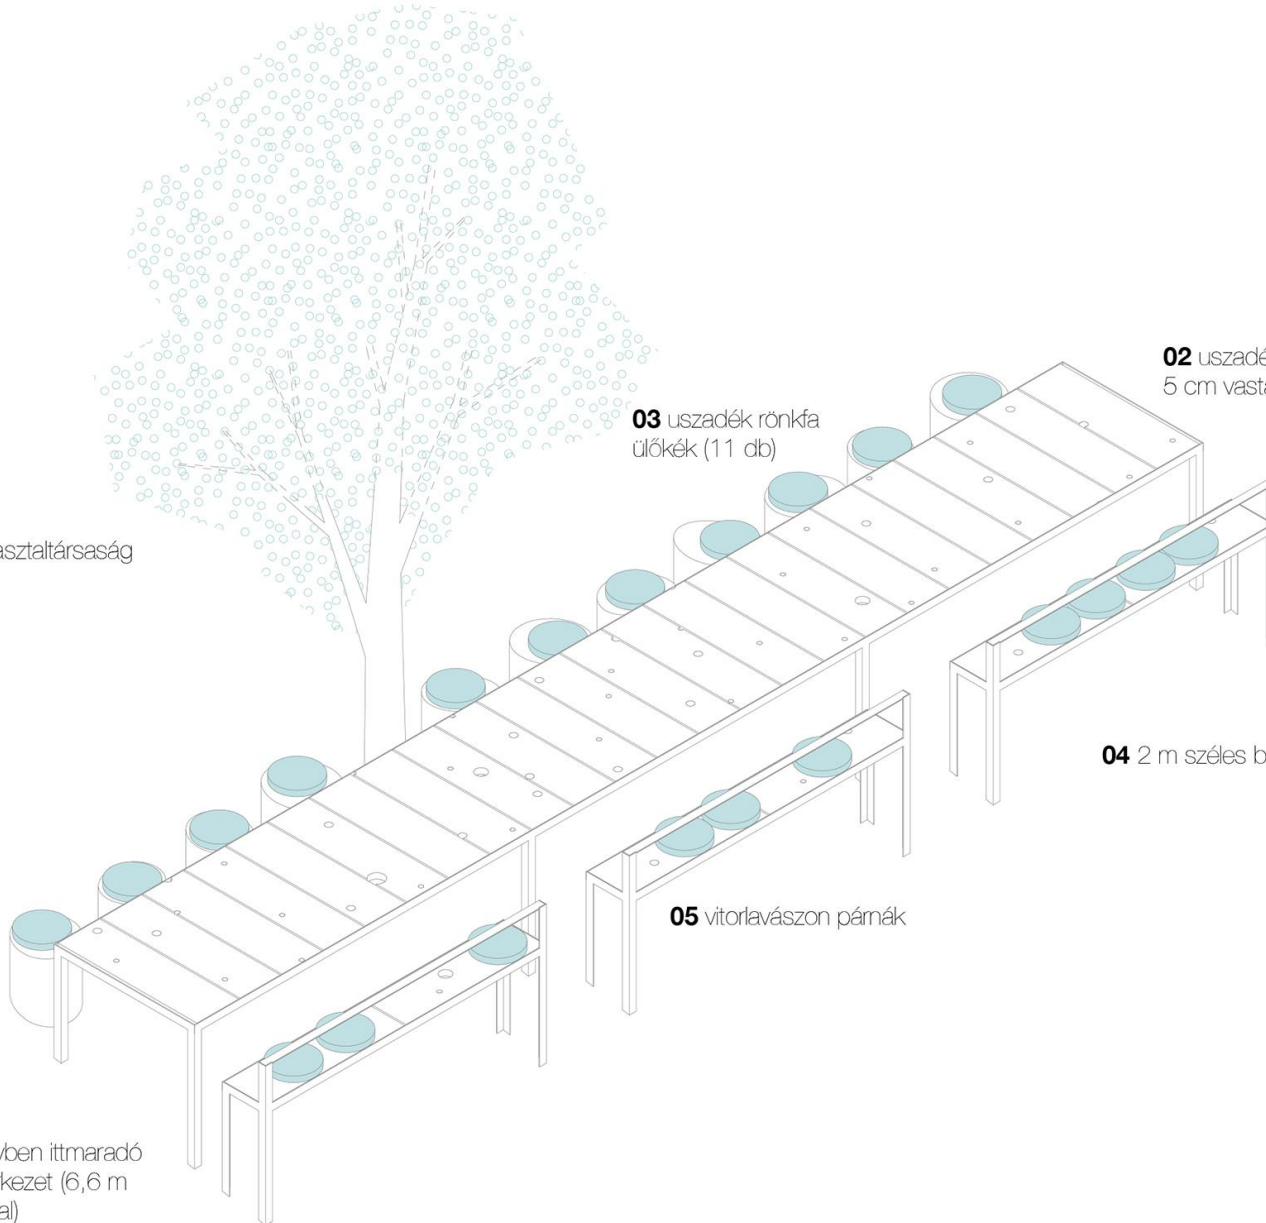 02 uszadé
5 cm vasta
03 uszadék rönkfa
ülőkék (11 db)
asztaltársaság
04 2 m széles b
05 vitorlavászon párnák
ben ittmaradó
kezet (6,6 m
al)